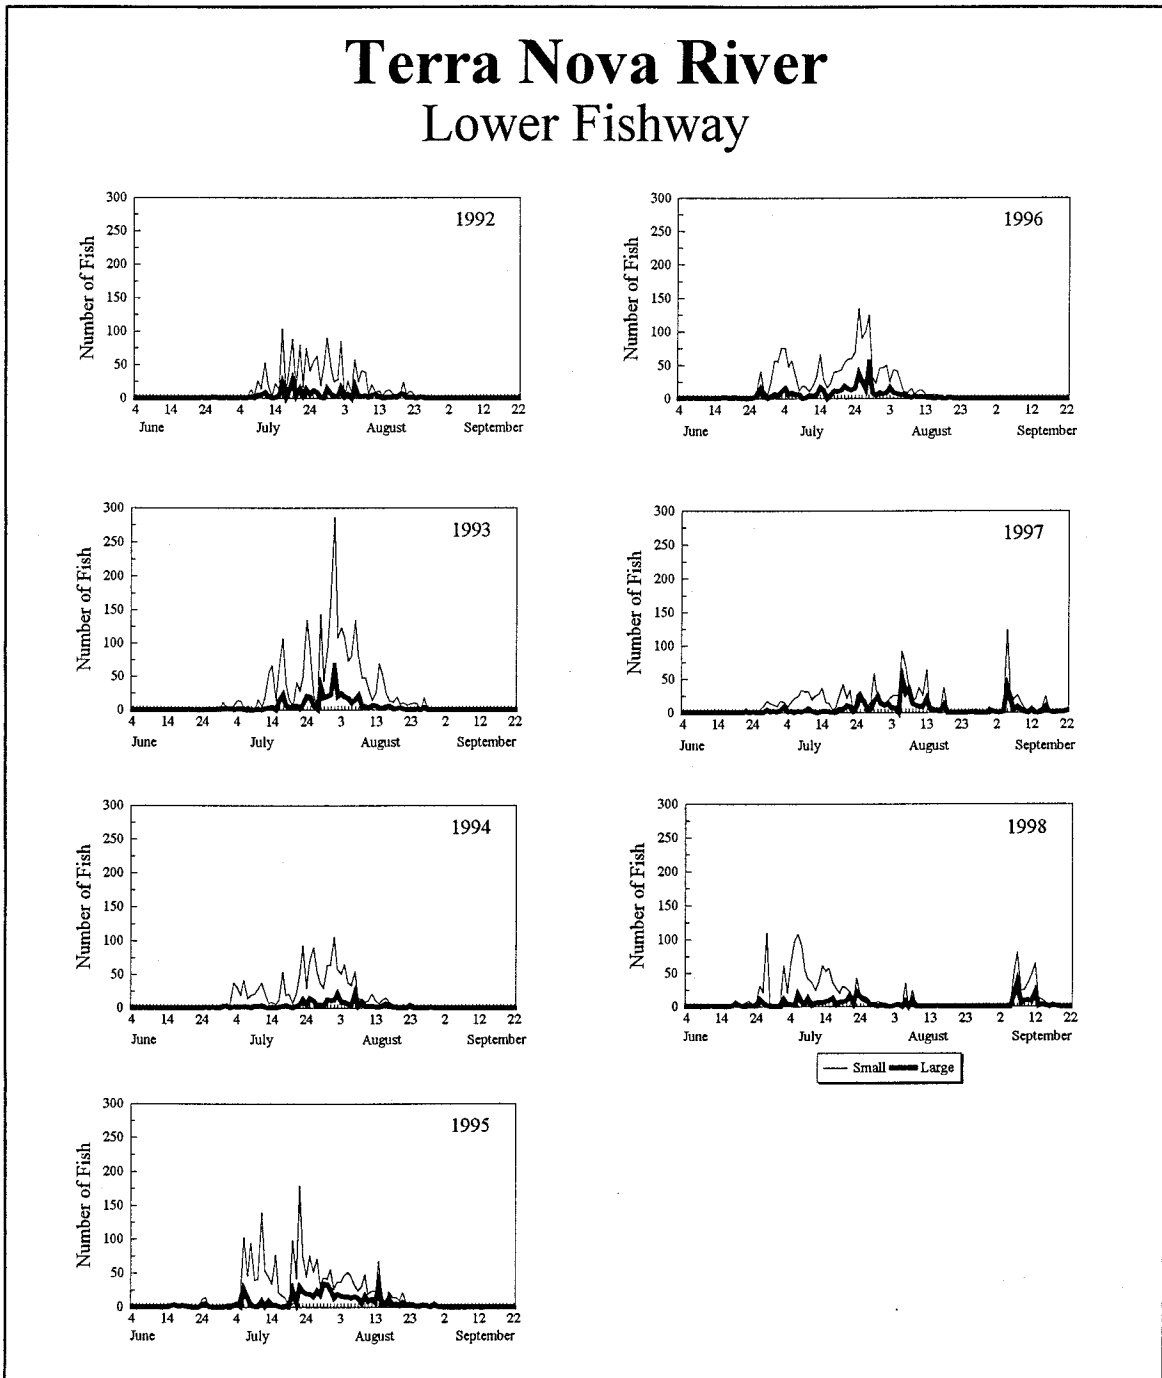 Terra Nova River
Lower Fishway
Number of Fish
300
250
200
150
100
50
0
1992
4 14 24 4 14 24 3 13 23 2 12 22
June July August September
Number of Fish
300
250
200
150
100
50
0
1996
4 14 24 4 14 24 3 13 23 2 12 22
June July August September
Number of Fish
300
250
200
150
100
50
0
1993
4 14 24 4 14 24 3 13 23 2 12 22
June July August September
Number of Fish
300
250
200
150
100
50
0
1997
4 14 24 4 14 24 3 13 23 2 12 22
June July August September
Number of Fish
300
250
200
150
100
50
0
1994
4 14 24 4 14 24 3 13 23 2 12 22
June July August September
Number of Fish
300
250
200
150
100
50
0
1998
4 14 24 4 14 24 3 13 23 2 12 22
June July August September
Small Large
Number of Fish
300
250
200
150
100
50
0
1995
4 14 24 4 14 24 3 13 23 2 12 22
June July August September